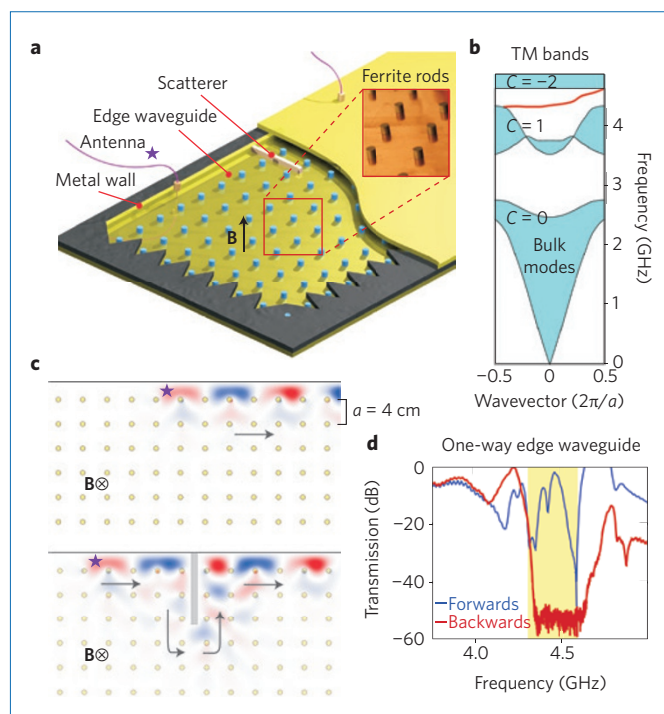 a
Scatterer
Edge waveguide
Antenna
Metal wall
Ferrite rods
B
b
TM bands
C = −2
C = 1
C = 0
Bulk
modes
4
3
2
1
0
Frequency (GHz)
−0.5
0
0.5
Wavevector (2π/a)
c
a = 4 cm
B⊗
B⊗
d
One-way edge waveguide
0
−20
−40
−60
Transmission (dB)
Forwards
Backwards
4.0
4.5
Frequency (GHz)